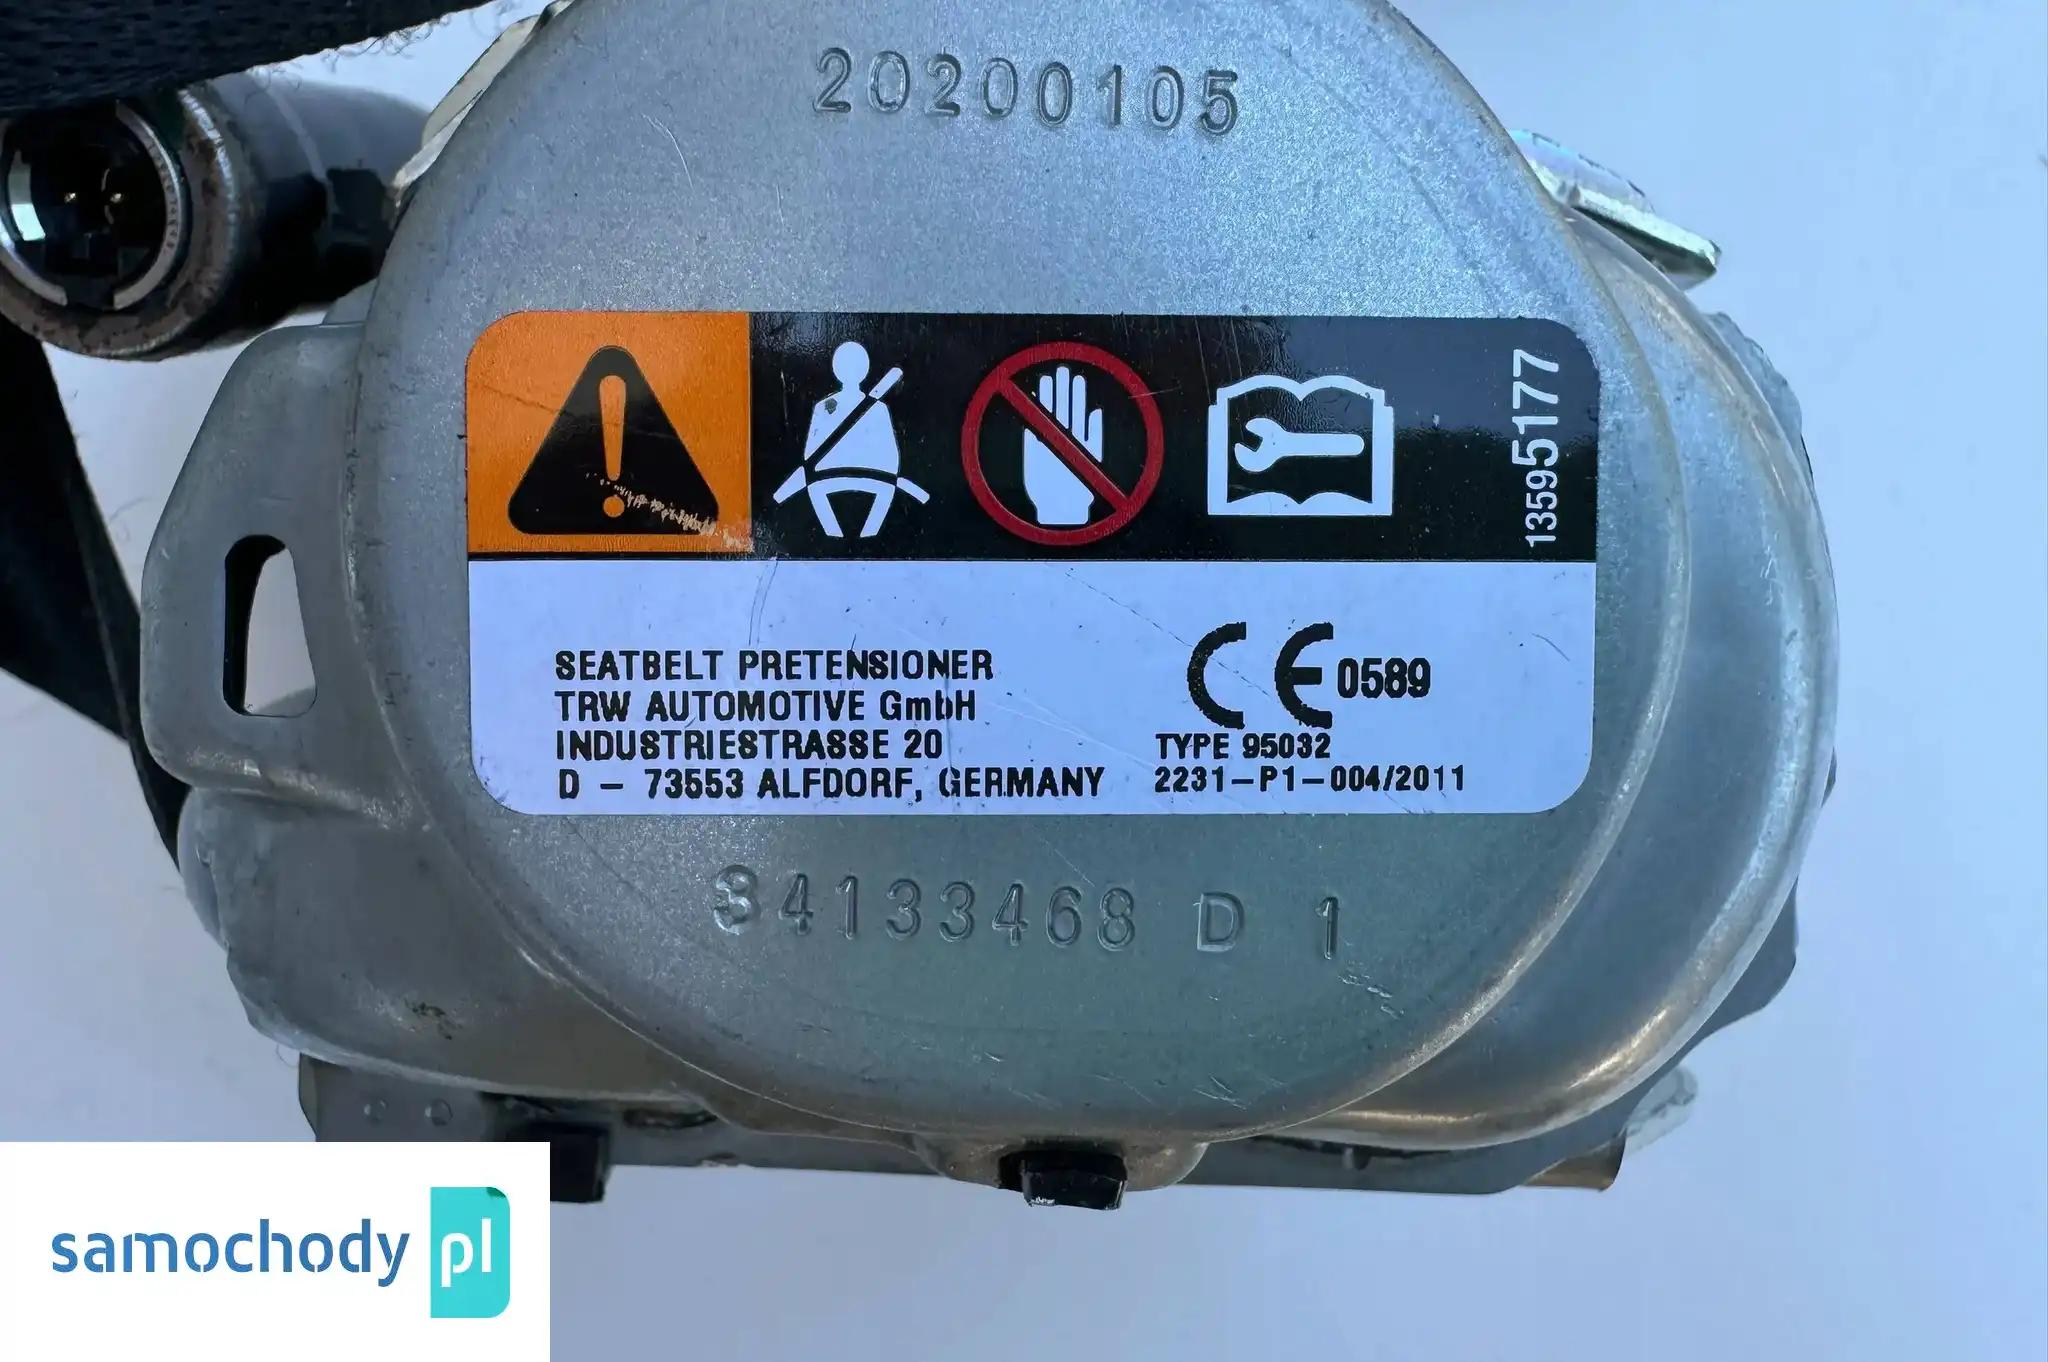 20200105
13595177
SEATBELT PRETENSIONER
TRW AUTOMOTIVE GmbH
INDUSTRIESTRASSE 20
D - 73553 ALFDORF, GERMANY
CE 0589
TYPE 95032
2231-P1-004/2011
34133468 D 1
samochody pl